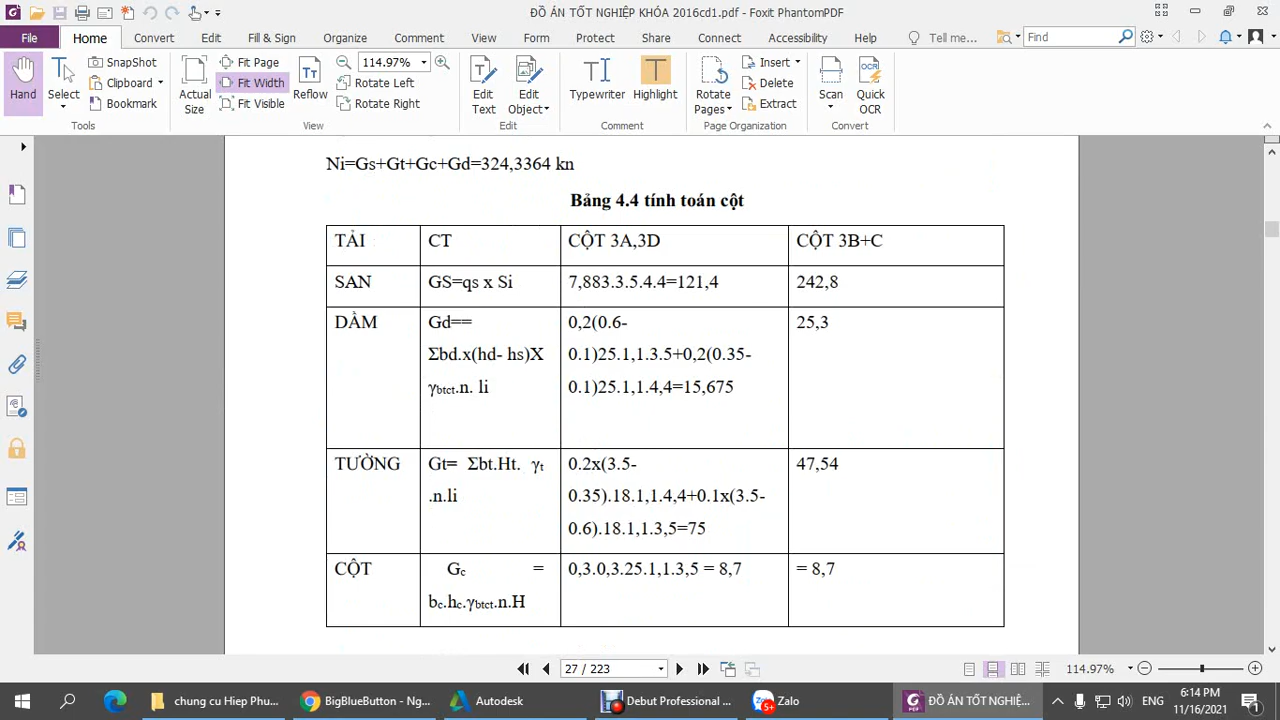 ĐỒ ÁN TỐT NGHIỆP KHÓA 2016cd1.pdf - Foxit PhantomPDF
File Home Convert Edit Fill & Sign Organize Comment View Form Protect Share Connect Accessibility Help Tell me... Find
Hand
Select
SnapShot
Clipboard
Bookmark
Tools
Actual Size
Fit Page
Fit Width
Fit Visible
Reflow
114.97%
Rotate Left
Rotate Right
View
Edit Text
Edit Object
Edit
Typewriter
Highlight
Comment
Rotate Pages
Insert
Delete
Extract
Page Organization
Scan
Quick OCR
Convert
Ni=Gs+Gt+Gc+Gd=324,3364 kn
Bảng 4.4 tính toán cột
TẢI CT CỘT 3A,3D CỘT 3B+C
SAN GS=qs x Si 7,883.3.5.4.4=121,4 242,8
DẦM Gd== 0,2(0.6- 25,3
Σbd.x(hd- hs)X 0.1)25.1,1.3.5+0,2(0.35-
γbtct.n. li 0.1)25.1,1.4,4=15,675
TƯỜNG Gt= Σbt.Ht. γt 0.2x(3.5- 47,54
.n.li 0.35).18.1,1.4,4+0.1x(3.5-
0.6).18.1,1.3,5=75
CỘT Gc = 0,3.0,3.25.1,1.3,5 = 8,7 = 8,7
bc.hc.γbtct.n.H
27 / 223
114.97%
chung cu Hiep Phu... BigBlueButton - Ng... Autodesk Debut Professional ... Zalo ĐỒ ÁN TỐT NGHIỆ... ENG
5+
6:14 PM
11/16/2021
1